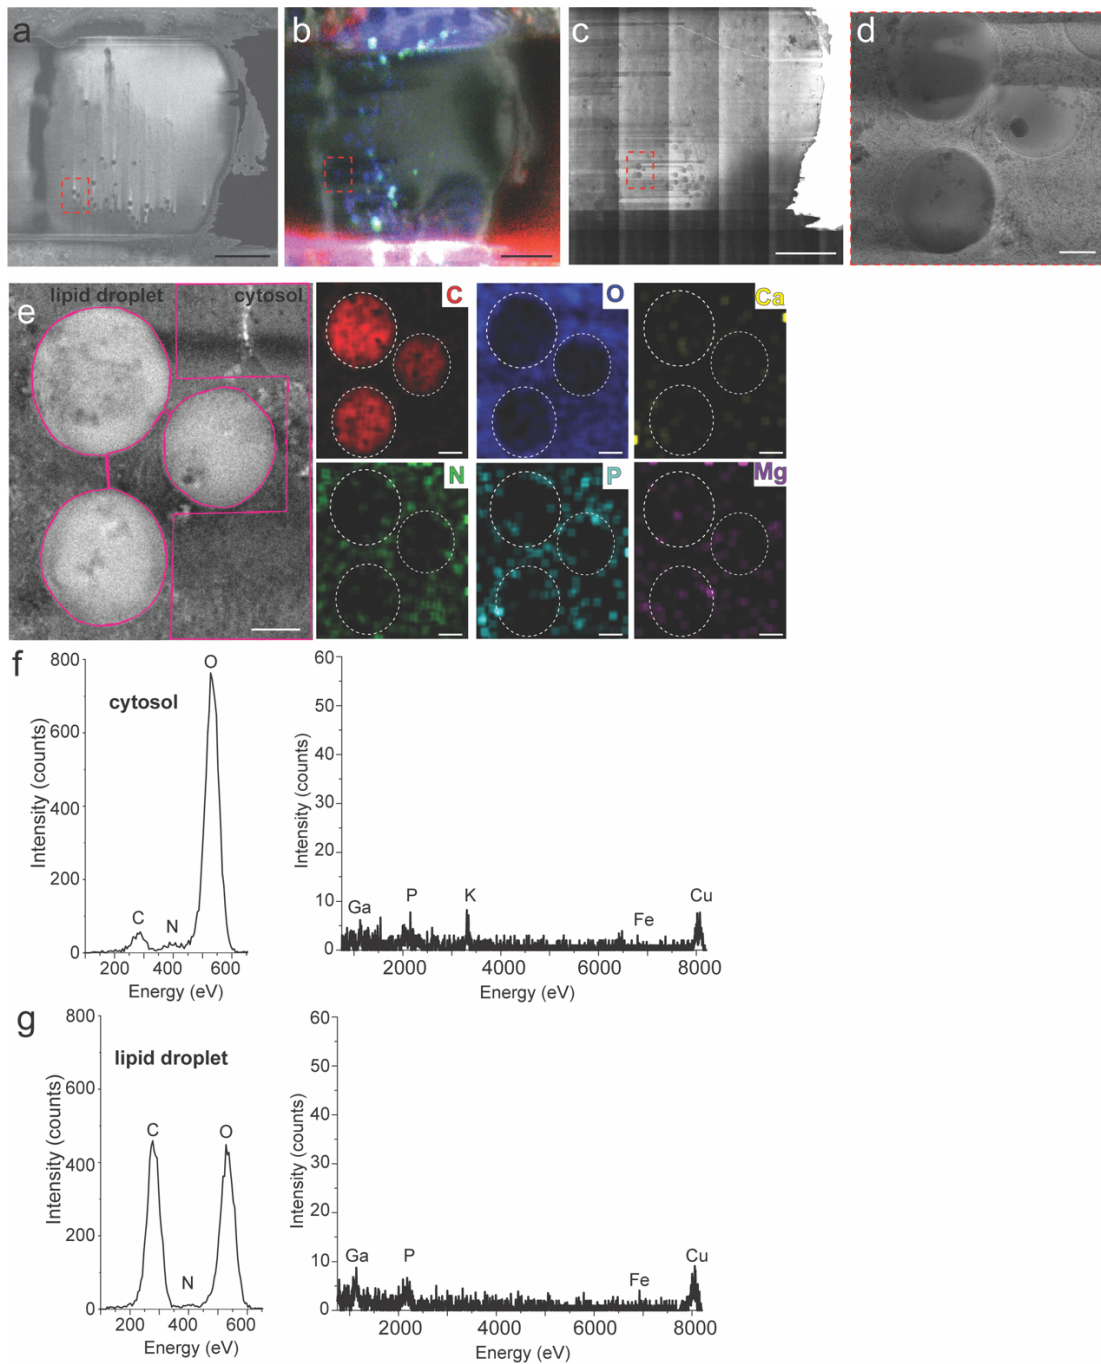 a
b
c
d
e
lipid droplet
cytosol
C
O
Ca
N
P
Mg
f
cytosol
Intensity (counts)
800
600
400
200
0
C
N
O
200
400
600
Energy (eV)
Intensity (counts)
60
50
40
30
20
10
0
Ga
P
K
Fe
Cu
2000
4000
6000
8000
Energy (eV)
g
lipid droplet
Intensity (counts)
800
600
400
200
0
C
N
O
200
400
600
Energy (eV)
Intensity (counts)
60
50
40
30
20
10
0
Ga
P
Fe
Cu
2000
4000
6000
8000
Energy (eV)